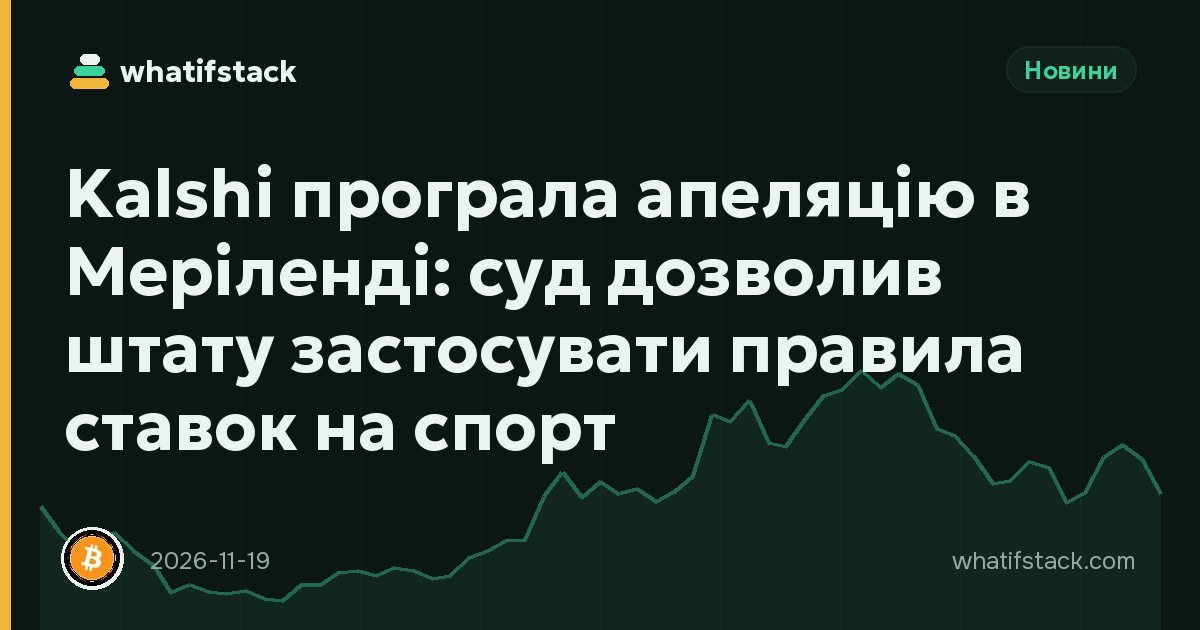 whatifstack
Новини
Kalshi програла апеляцію в
Меріленді: суд дозволив
штату застосувати правила
ставок на спорт
2026-11-19
whatifstack.com